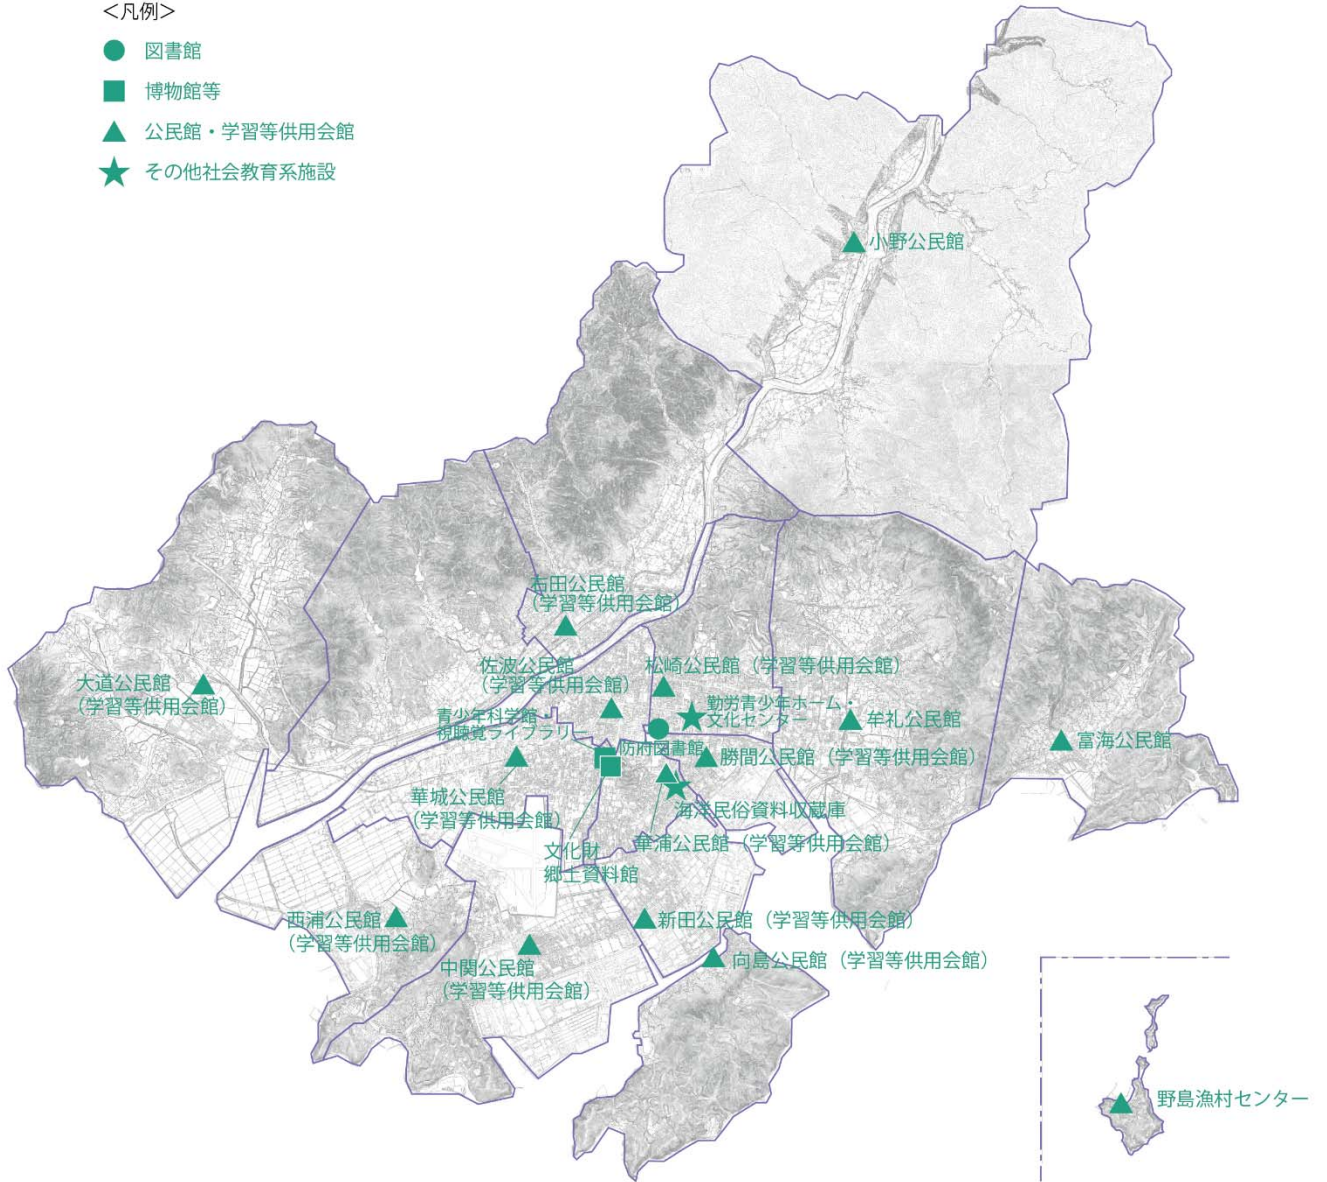 ＜凡例＞
図書館
博物館等
公民館・学習等供用会館
その他社会教育系施設
小野公民館
右田公民館
（学習等供用会館）
佐波公民館
（学習等供用会館）
松崎公民館（学習等供用会館）
大道公民館
（学習等供用会館）
青少年科学館・
視聴覚ライブラリー
勤労青少年ホーム・
文化センター
牟礼公民館
富海公民館
防府図書館
勝間公民館（学習等供用会館）
華城公民館
（学習等供用会館）
海洋民俗資料収蔵庫
華浦公民館（学習等供用会館）
文化財
郷土資料館
西浦公民館
（学習等供用会館）
新田公民館（学習等供用会館）
中関公民館
（学習等供用会館）
向島公民館（学習等供用会館）
野島漁村センター